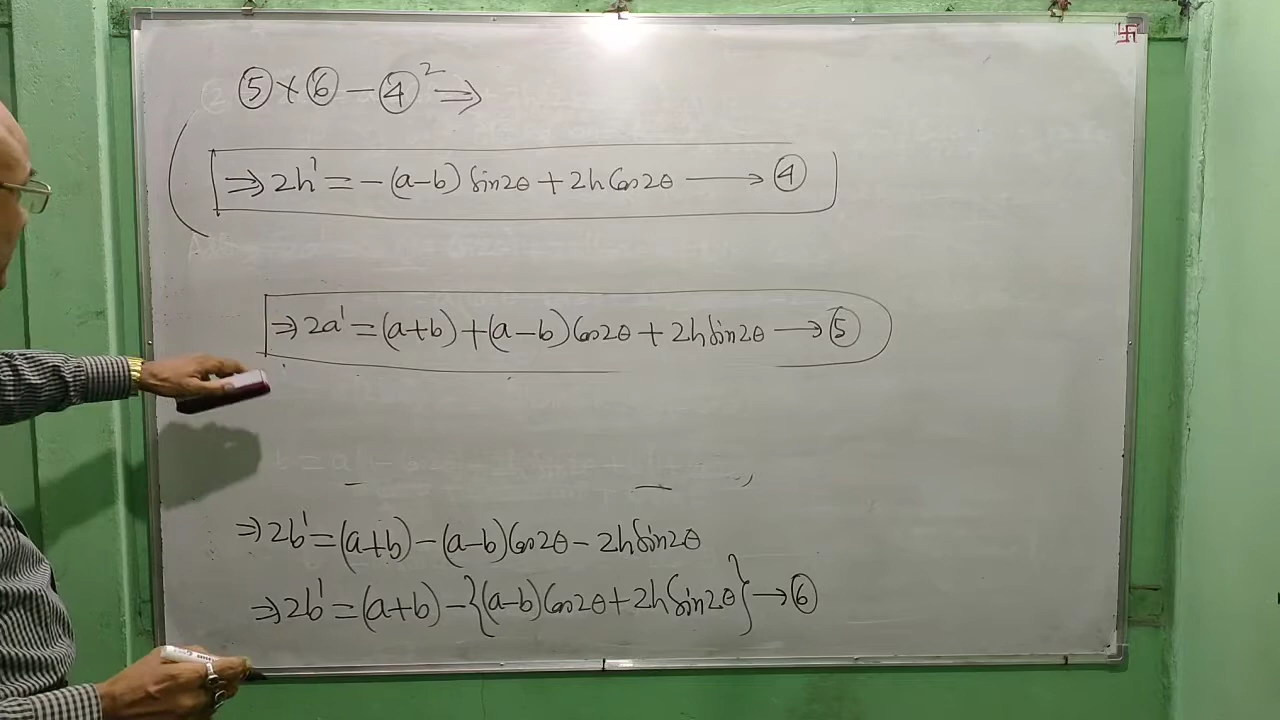 ⑤ × ⑥ − ④² ⇒
⇒ 2h' = −(a−b) Sin2θ + 2h Cos2θ ⟶ ④
⇒ 2a' = (a+b) + (a−b) Cos2θ + 2h Sin2θ ⟶ ⑤
⇒ 2b' = (a+b) − (a−b) Cos2θ − 2h Sin2θ
⇒ 2b' = (a+b) − {(a−b) Cos2θ + 2h Sin2θ} → ⑥